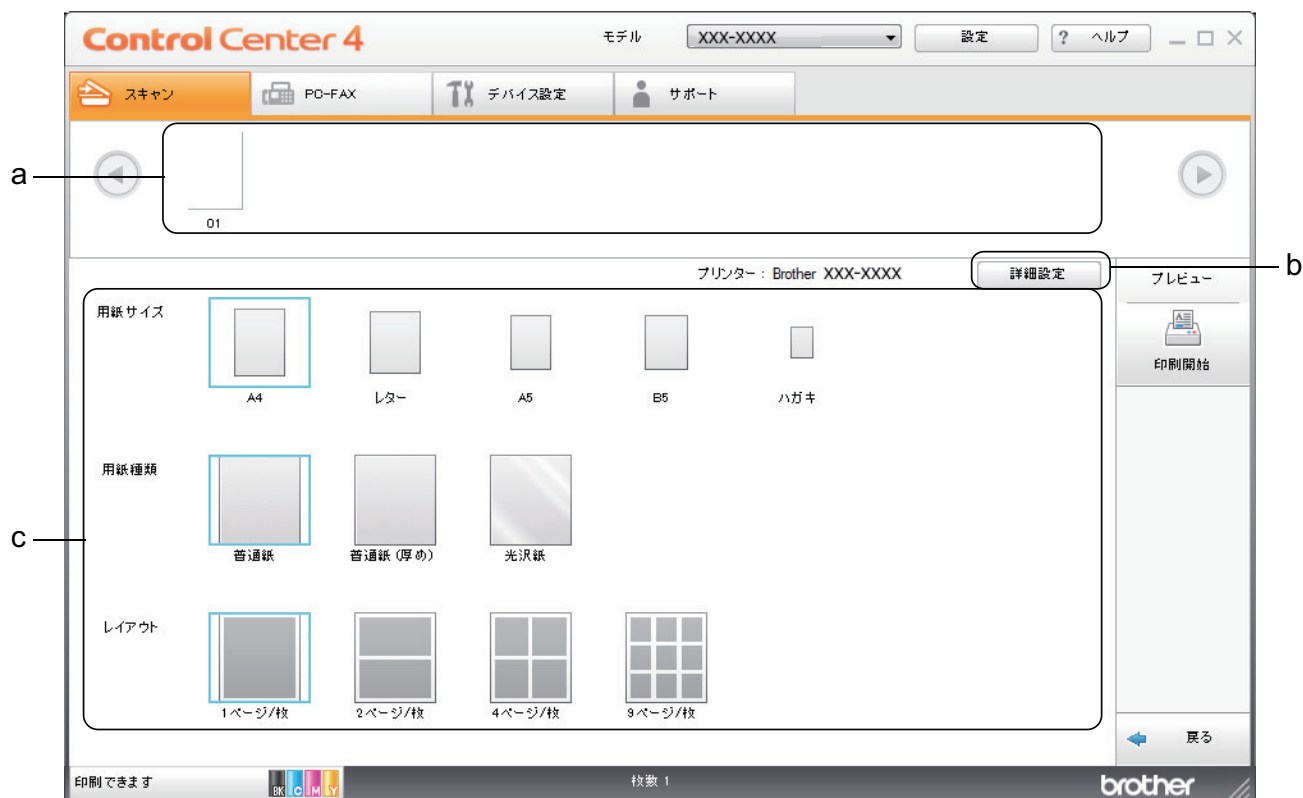 ControlCenter4 モデル XXX-XXXX 設定 ? ヘルプ
スキャン PC-FAX デバイス設定 サポート
a
01
プリンター : Brother XXX-XXXX 詳細設定 b
プレビュー
用紙サイズ
印刷開始
A4 レター A5 B5 ハガキ
用紙種類
c
普通紙 普通紙(厚め) 光沢紙
レイアウト
1ページ/枚 2ページ/枚 4ページ/枚 9ページ/枚
戻る
印刷できます BK C M Y 枚数 1 brother